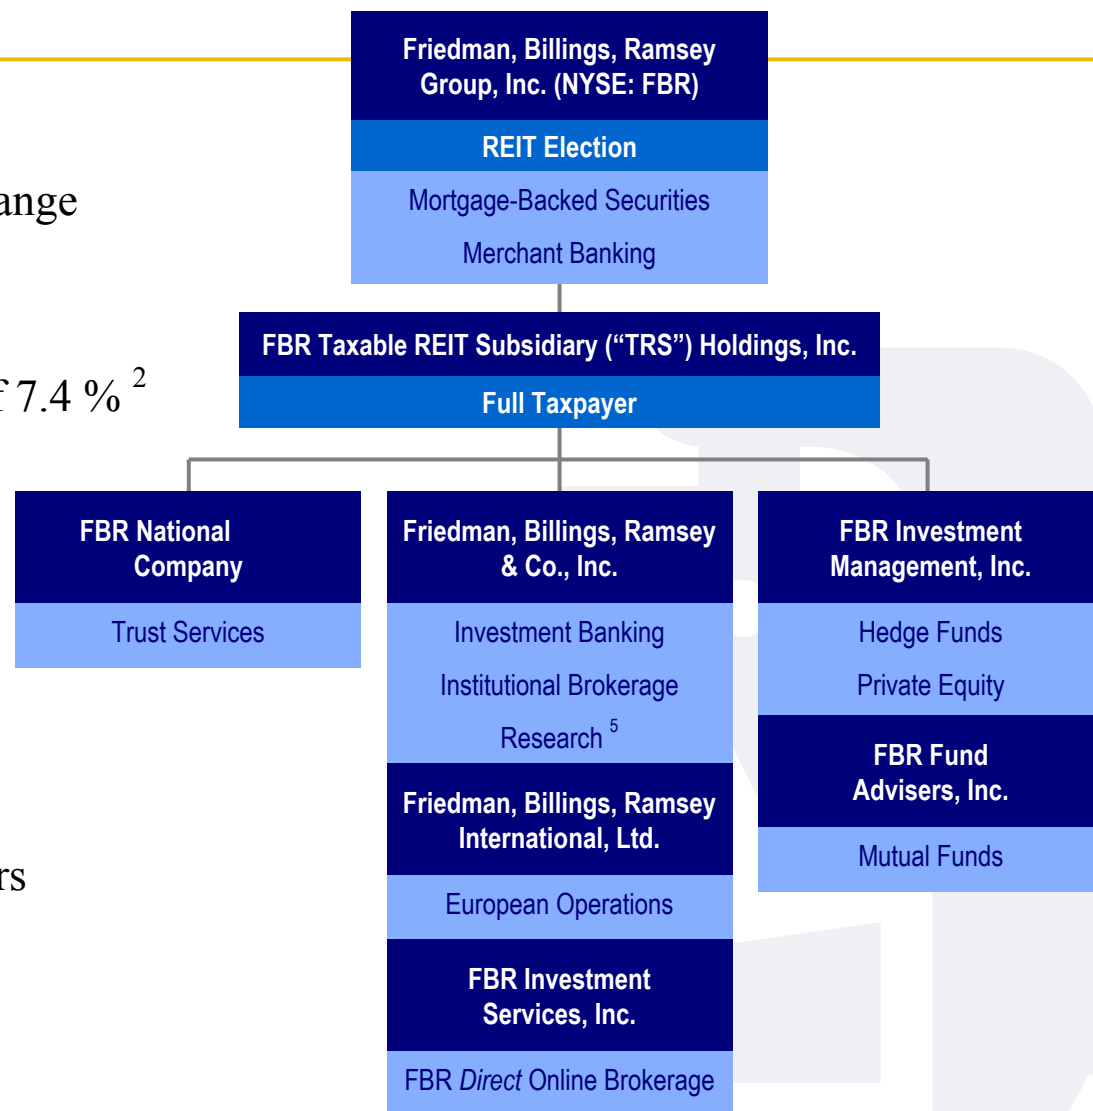 Friedman, Billings, Ramsey
Group, Inc. (NYSE: FBR)
REIT Election
Mortgage-Backed Securities
Merchant Banking
FBR Taxable REIT Subsidiary (“TRS”) Holdings, Inc.
7.4 % 2
Full Taxpayer
FBR National
Company
Trust Services
Friedman, Billings, Ramsey
& Co., Inc.
Investment Banking
Institutional Brokerage
Research 5
Friedman, Billings, Ramsey
International, Ltd.
European Operations
FBR Investment
Services, Inc.
FBR Direct Online Brokerage
FBR Investment
Management, Inc.
Hedge Funds
Private Equity
FBR Fund
Advisers, Inc.
Mutual Funds